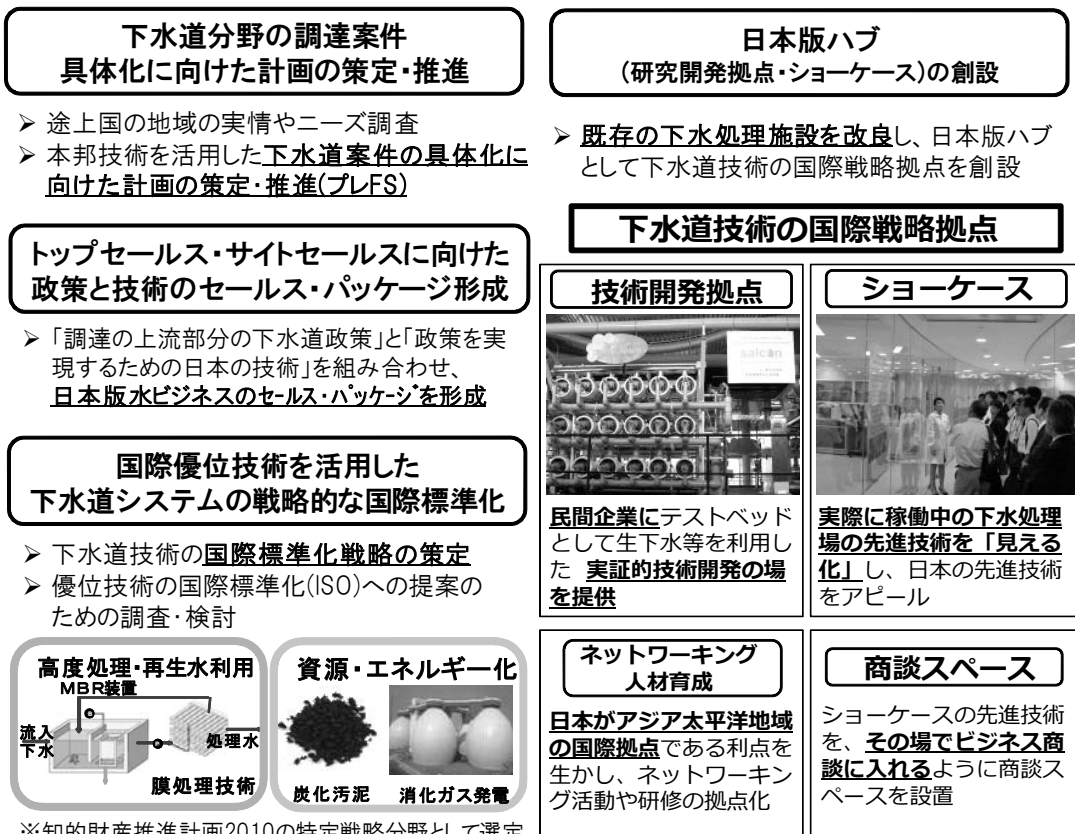 下水道分野の調達案件
具体化に向けた計画の策定・推進
➢ 途上国の地域の実情やニーズ調査
➢ 本邦技術を活用した下水道案件の具体化に
向けた計画の策定・推進(プレFS)
トップセールス・サイトセールスに向けた
政策と技術のセールス・パッケージ形成
➢ 「調達の上流部分の下水道政策」と「政策を実
現するための日本の技術」を組み合わせ、
日本版水ビジネスのセールス・パッケージを形成
国際優位技術を活用した
下水道システムの戦略的な国際標準化
➢ 下水道技術の国際標準化戦略の策定
➢ 優位技術の国際標準化(ISO)への提案の
ための調査・検討
高度処理・再生水利用
MBR装置
流入
下水
処理水
膜処理技術
資源・エネルギー化
炭化汚泥 消化ガス発電
※知的財産推進計画2010の特定戦略分野として選定
日本版ハブ
(研究開発拠点・ショーケース)の創設
➢ 既存の下水処理施設を改良し、日本版ハブ
として下水道技術の国際戦略拠点を創設
下水道技術の国際戦略拠点
技術開発拠点
民間企業にテストベッド
として生下水等を利用し
た 実証的技術開発の場
を提供
ショーケース
実際に稼働中の下水処理
場の先進技術を「見える
化」し、日本の先進技術
をアピール
ネットワーキング
人材育成
日本がアジア太平洋地域
の国際拠点である利点を
生かし、ネットワーキン
グ活動や研修の拠点化
商談スペース
ショーケースの先進技術
を、その場でビジネス商
談に入れるように商談ス
ペースを設置